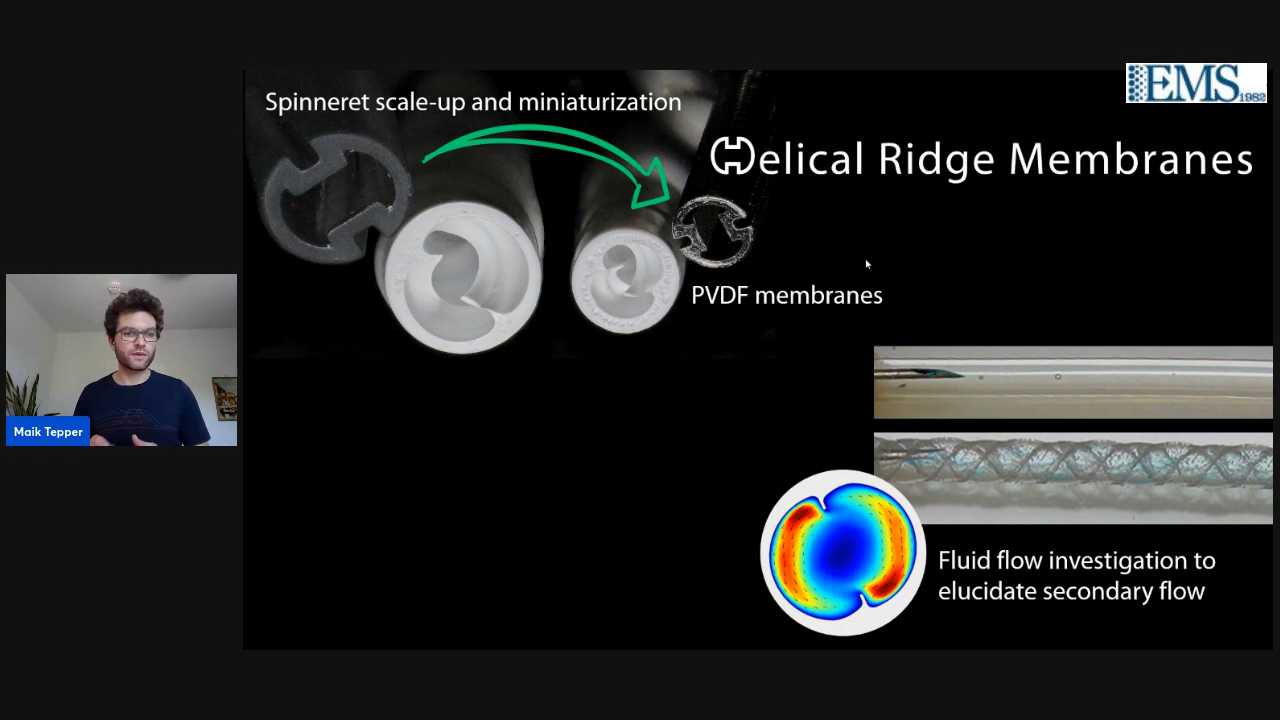 EMS 1982
Spinneret scale-up and miniaturization
Helical Ridge Membranes
PVDF membranes
Maik Tepper
Fluid flow investigation to
elucidate secondary flow